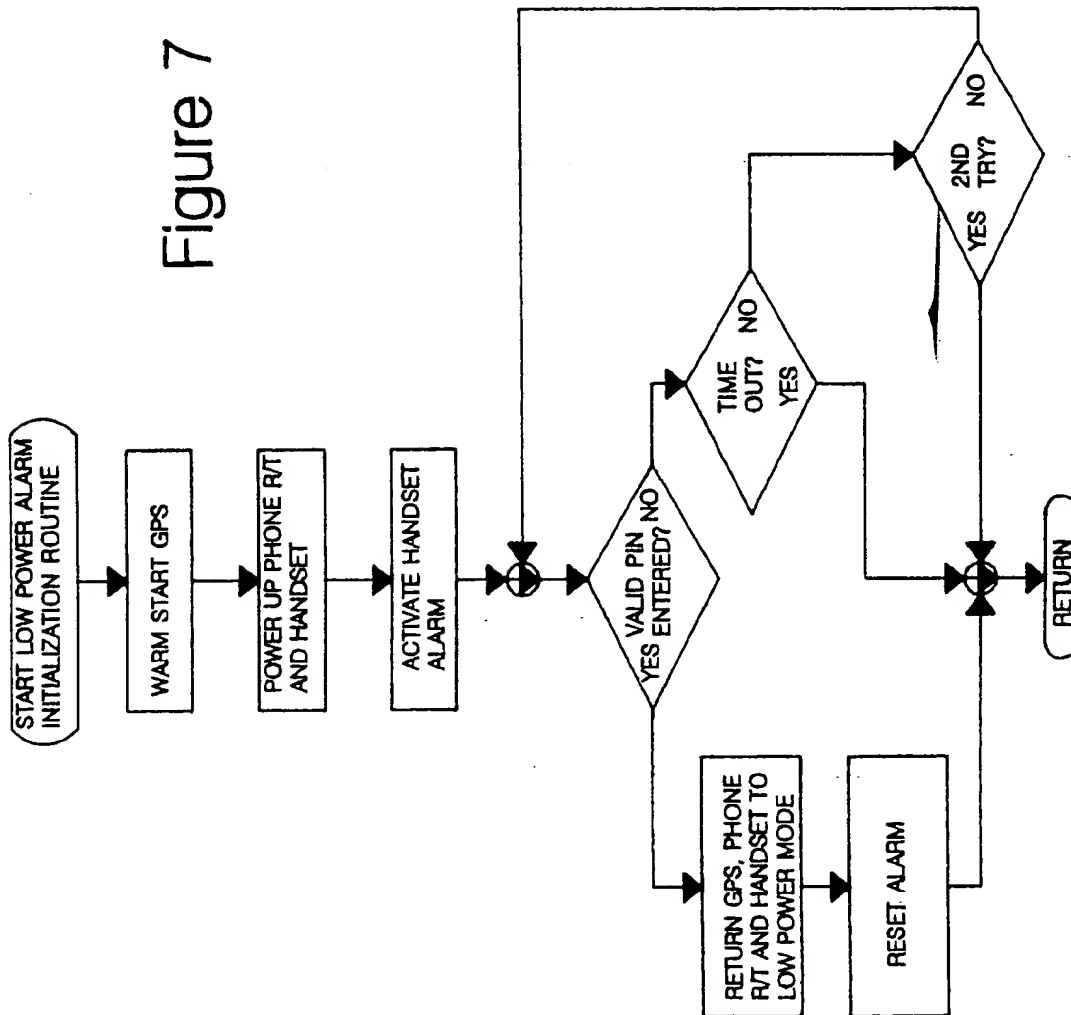 Figure 7
START LOW POWER ALARM
INITIALIZATION ROUTINE
WARM START GPS
POWER UP PHONE R/T
AND HANDSET
ACTIVATE HANDSET
ALARM
YES VALID PIN NO
ENTERED?
TIME
OUT? NO
YES
2ND
TRY?
YES
NO
RETURN GPS, PHONE
R/T AND HANDSET TO
LOW POWER MODE
RESET ALARM
RETURN